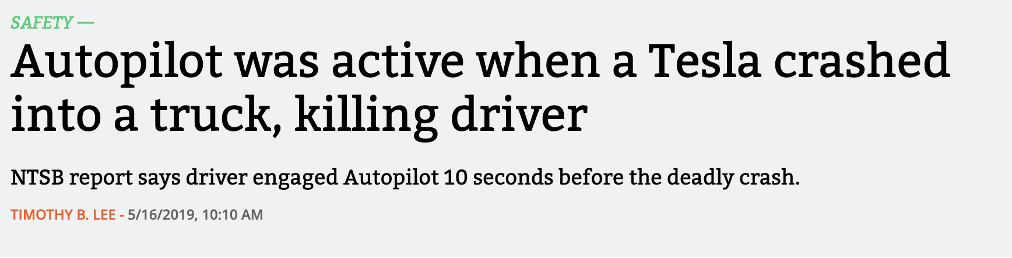 SAFETY —
Autopilot was active when a Tesla crashed
into a truck, killing driver
NTSB report says driver engaged Autopilot 10 seconds before the deadly crash.
TIMOTHY B. LEE - 5/16/2019, 10:10 AM